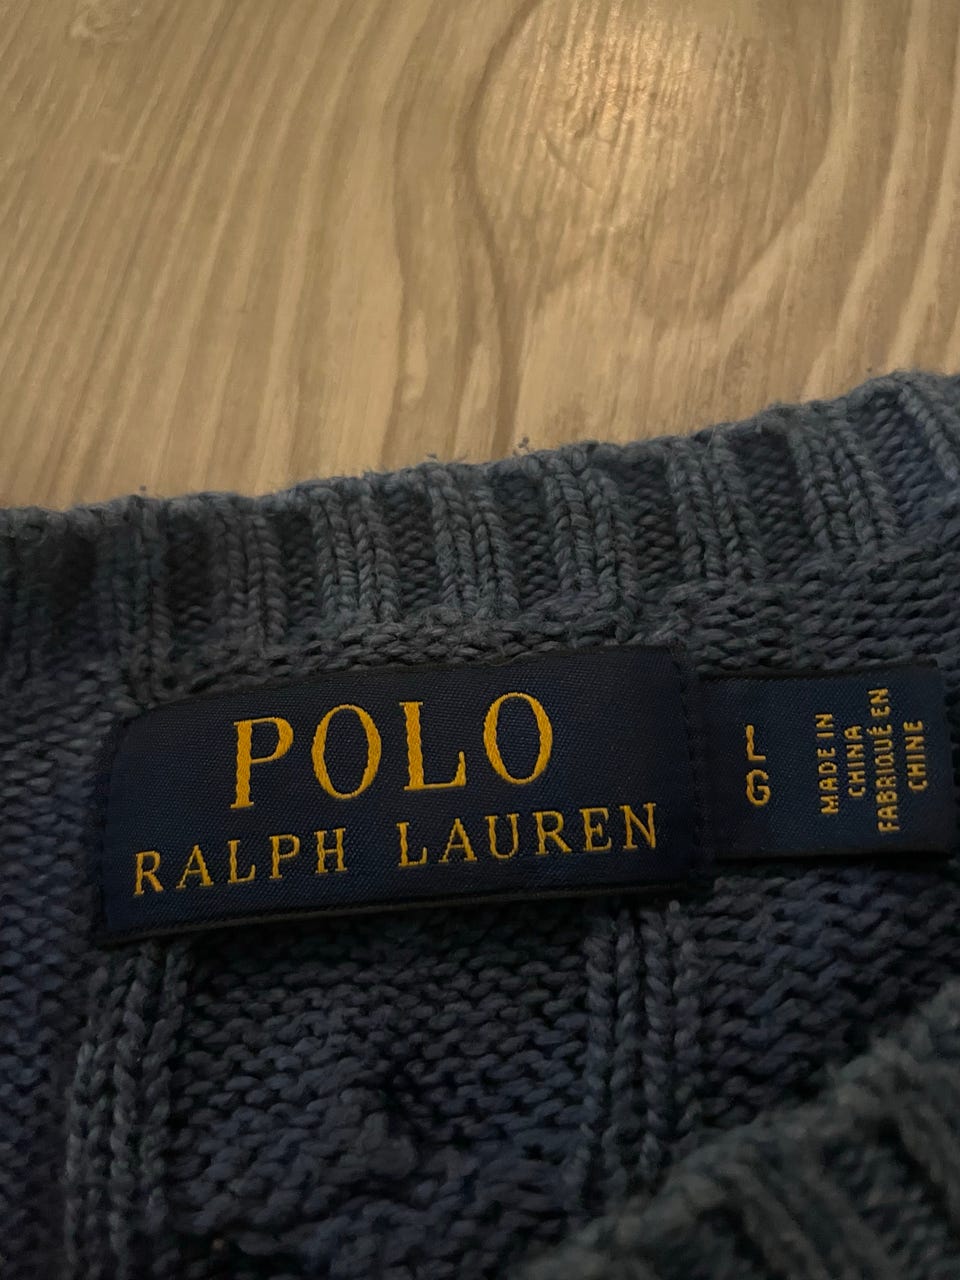 POLO
RALPH LAUREN
L
G
MADE IN
CHINA
FABRIQUÉ EN
CHINE